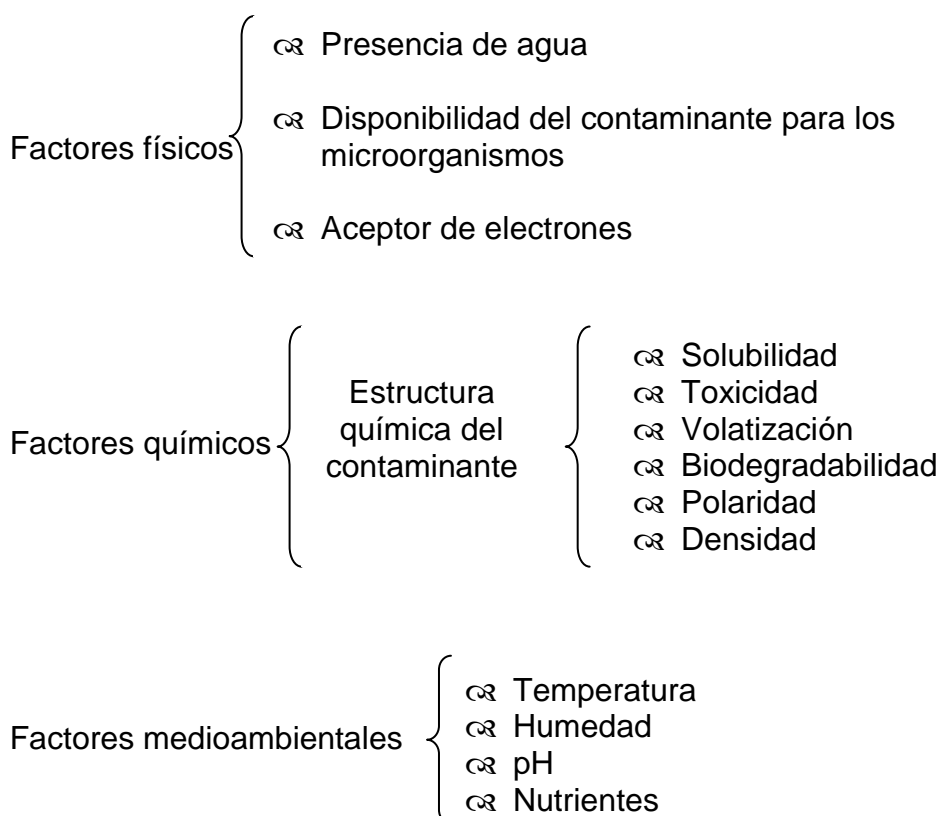 Factores físicos
Presencia de agua
Disponibilidad del contaminante para los
microorganismos
Aceptor de electrones
Factores químicos
Estructura
química del
contaminante
Solubilidad
Toxicidad
Volatización
Biodegradabilidad
Polaridad
Densidad
Factores medioambientales
Temperatura
Humedad
pH
Nutrientes